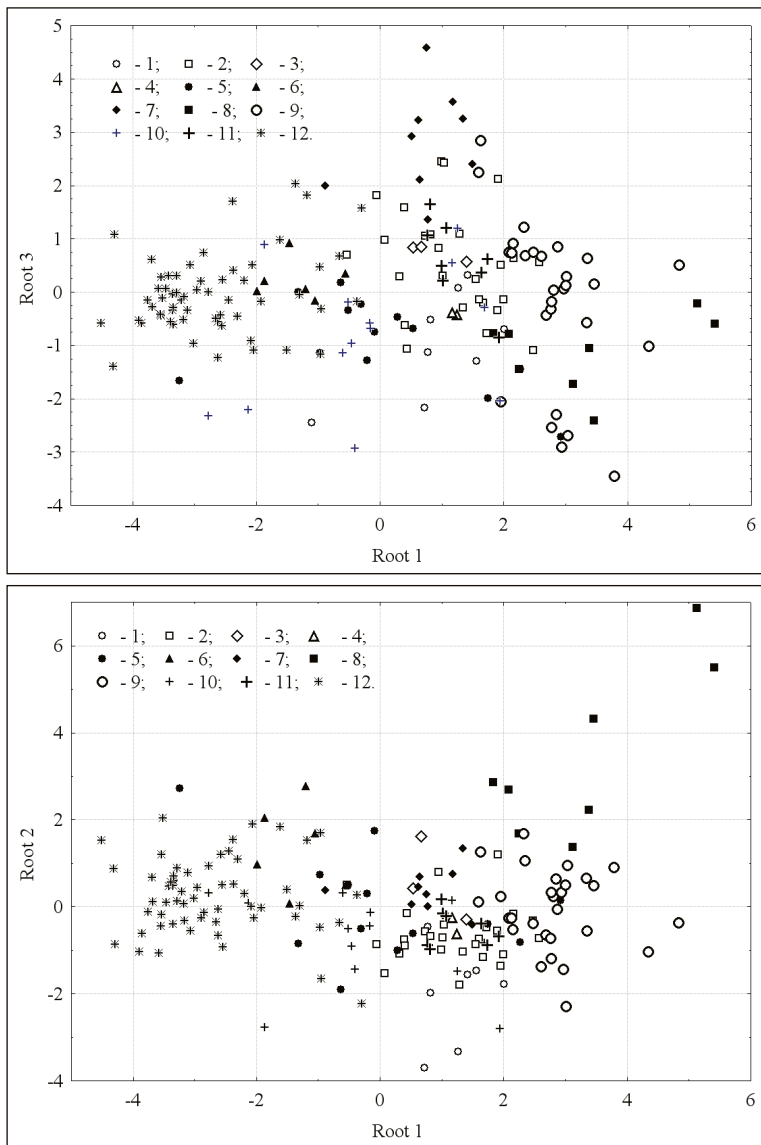 5
4
3
2
1
0
-1
-2
-3
-4
Root 3
- 1; - 2; - 3;
- 4; - 5; - 6;
- 7; - 8; - 9;
- 10; - 11; - 12.
-4 -2 0 2 4 6
Root 1
6
4
2
0
-2
-4
Root 2
- 1; - 2; - 3; - 4;
- 5; - 6; - 7; - 8;
- 9; - 10; - 11; - 12.
-4 -2 0 2 4 6
Root 1